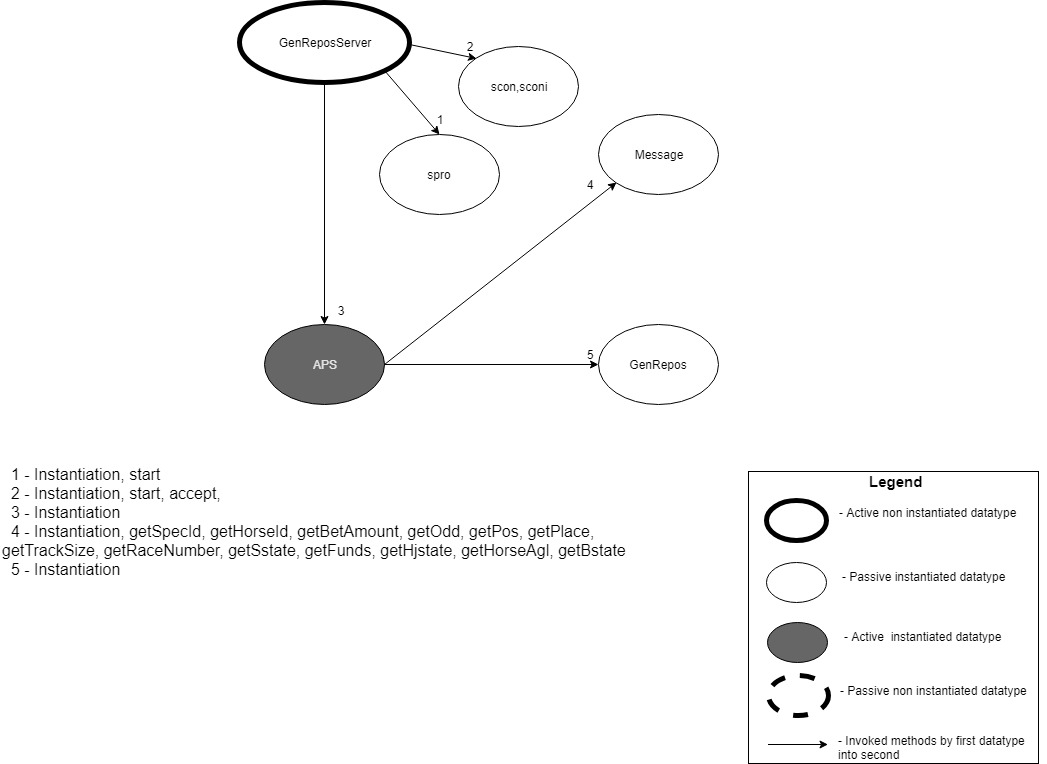 GenReposServer
2
scon,sconi
1
spro
Message
4
3
APS
5
GenRepos
1 - Instantiation, start
2 - Instantiation, start, accept,
3 - Instantiation
4 - Instantiation, getSpecId, getHorseId, getBetAmount, getOdd, getPos, getPlace,
getTrackSize, getRaceNumber, getSstate, getFunds, getHjstate, getHorseAgl, getBstate
5 - Instantiation
Legend
- Active non instantiated datatype
- Passive instantiated datatype
- Active  instantiated datatype
- Passive non instantiated datatype
- Invoked methods by first datatype
into second